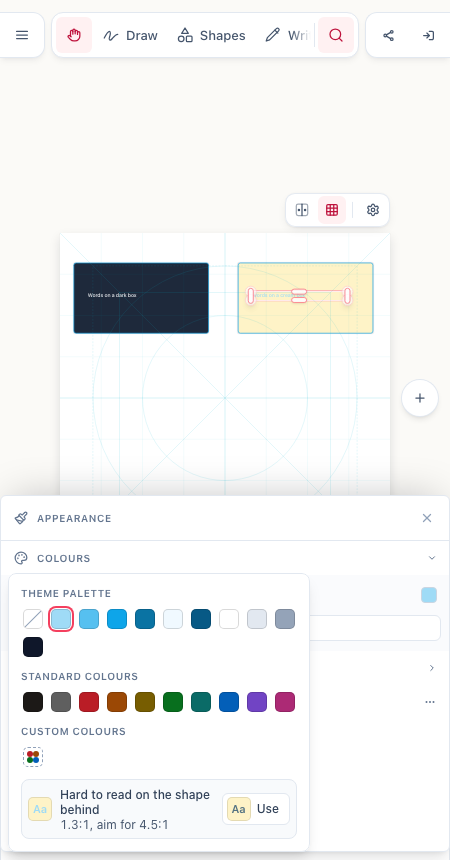 Draw
Shapes
Wri
Words on a dark box
APPEARANCE
COLOURS
THEME PALETTE
STANDARD COLOURS
CUSTOM COLOURS
Aa
Hard to read on the shape
behind
1.3:1, aim for 4.5:1
Aa
Use